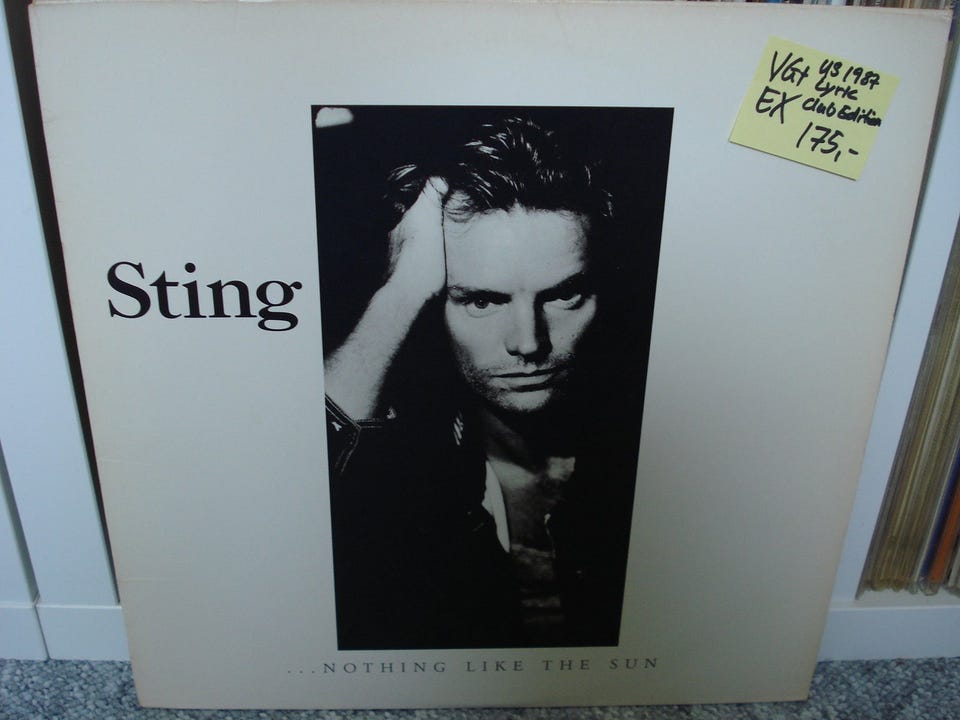 VG+ US 1987
Lyric
EX Club Edition
175,-
Sting
...NOTHING LIKE THE SUN